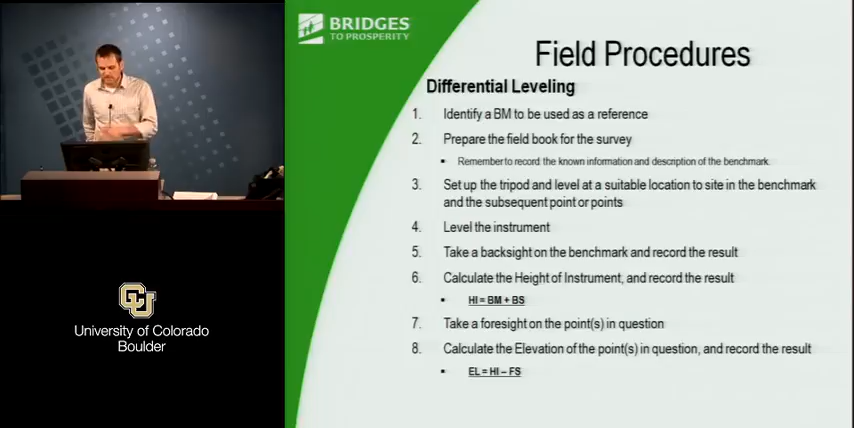 BRIDGES
TO PROSPERITY
Field Procedures
Differential Leveling
1. Identify a BM to be used as a reference
2. Prepare the field book for the survey
▪ Remember to record the known information and description of the benchmark.
3. Set up the tripod and level at a suitable location to site in the benchmark
and the subsequent point or points
4. Level the instrument
5. Take a backsight on the benchmark and record the result
6. Calculate the Height of Instrument, and record the result
▪ HI = BM + BS
7. Take a foresight on the point(s) in question
8. Calculate the Elevation of the point(s) in question, and record the result
▪ EL = HI – FS
CU
University of Colorado
Boulder